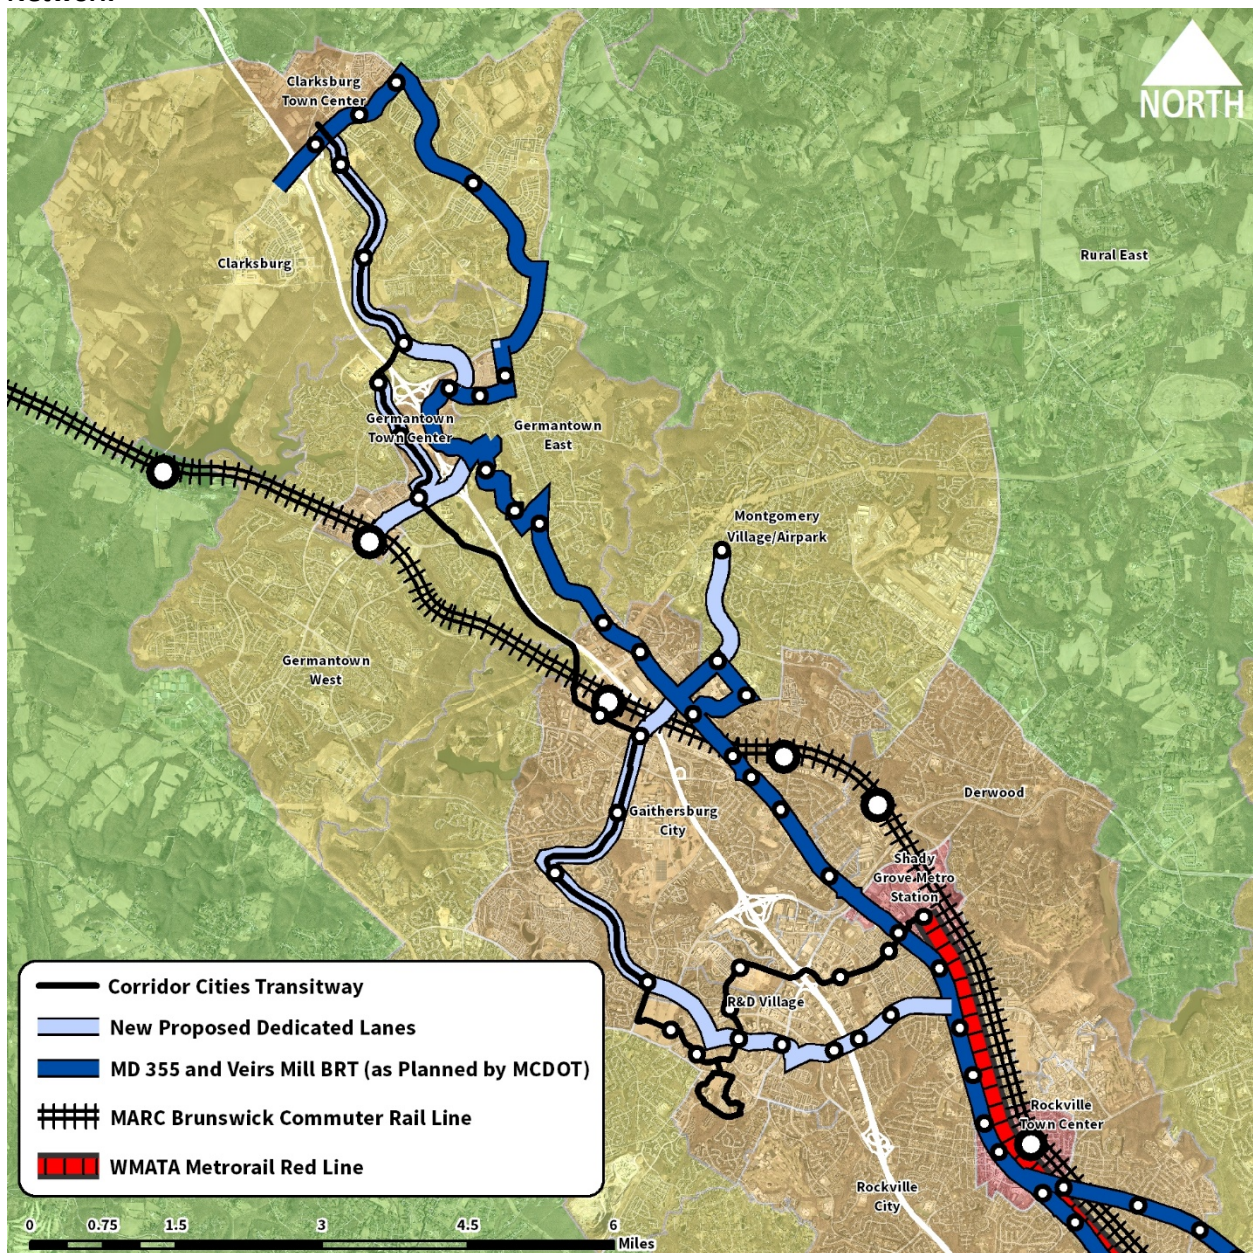 Network
NORTH
Clarksburg
Town Center
Clarksburg
Rural East
Germantown
Town Center
Germantown
East
Montgomery
Village/Airpark
Germantown
West
Gaithersburg
City
Derwood
Shady
Grove Metro
Station
R&D Village
Rockville
Town Center
Rockville
City
Corridor Cities Transitway
New Proposed Dedicated Lanes
MD 355 and Veirs Mill BRT (as Planned by MCDOT)
MARC Brunswick Commuter Rail Line
WMATA Metrorail Red Line
0 0.75 1.5 3 4.5 6
Miles